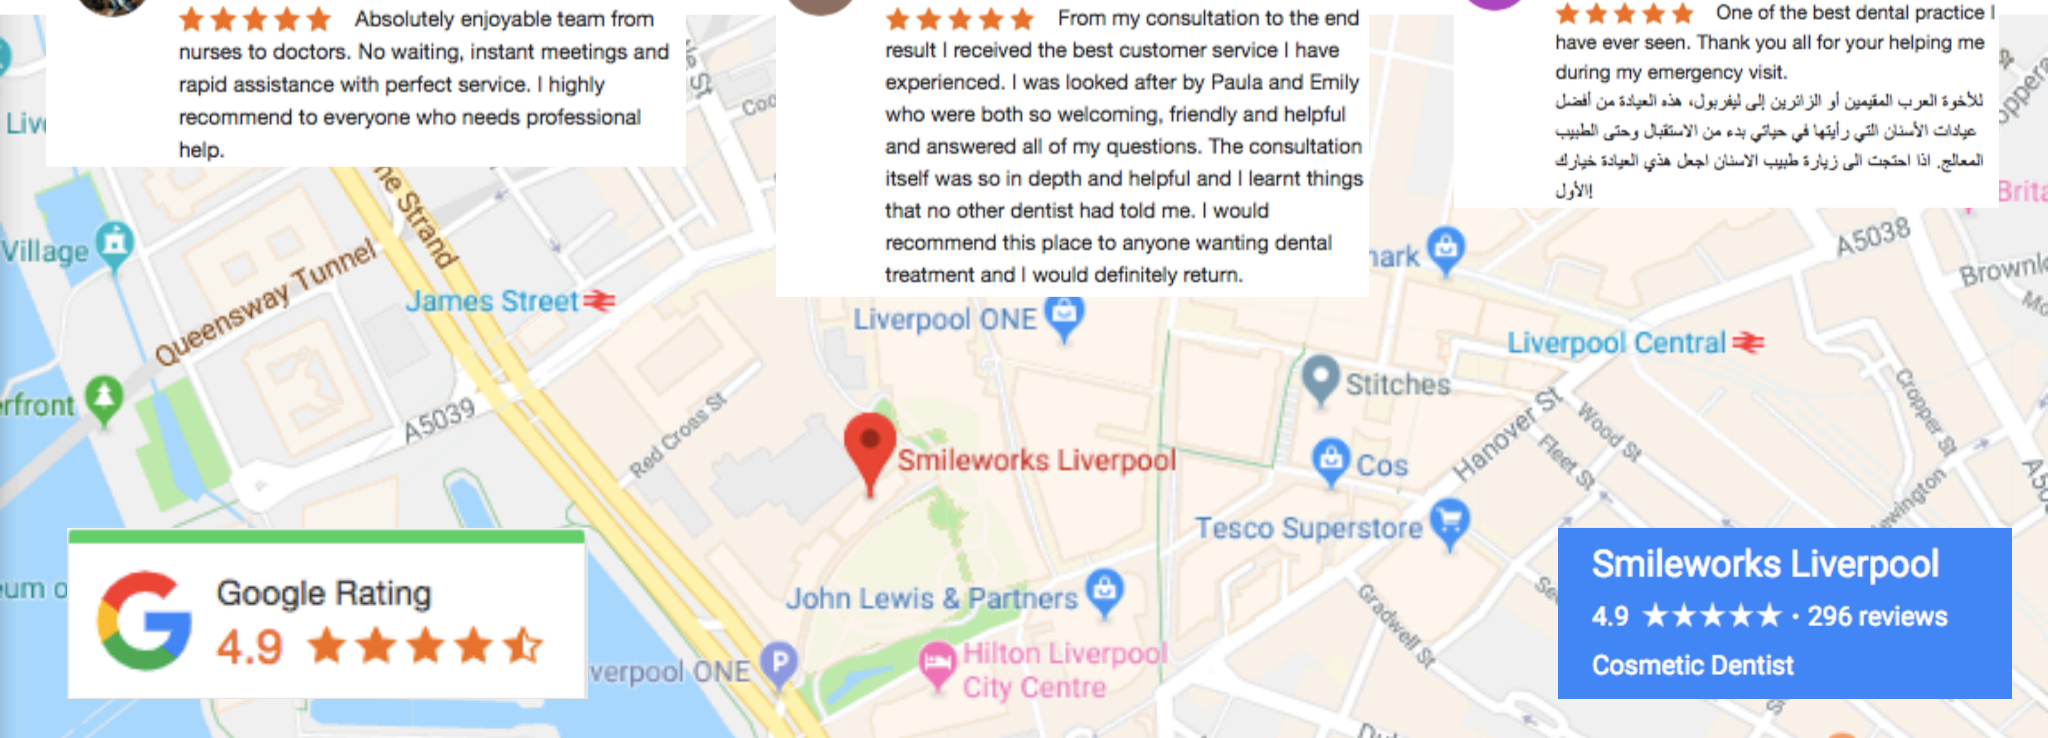 Absolutely enjoyable team from
nurses to doctors. No waiting, instant meetings and
rapid assistance with perfect service. I highly
recommend to everyone who needs professional
help.
From my consultation to the end
result I received the best customer service I have
experienced. I was looked after by Paula and Emily
who were both so welcoming, friendly and helpful
and answered all of my questions. The consultation
itself was so in depth and helpful and I learnt things
that no other dentist had told me. I would
recommend this place to anyone wanting dental
treatment and I would definitely return.
One of the best dental practice I
have ever seen. Thank you all for your helping me
during my emergency visit.
للأخوة العرب المقيمين أو الزائرين إلى ليفربول، هذه العيادة من أفضل
عيادات الأسنان التي رأيتها في حياتي بدء من الاستقبال وحتى الطبيب
المعالج. اذا احتجت الى زيارة طبيب الاسنان اجعل هذي العيادة خيارك
الأول!
Village
Queensway Tunnel
The Strand
James Street
A5039
Red Cross St
Liverpool ONE
Smileworks Liverpool
Stitches
Cos
Tesco Superstore
John Lewis & Partners
Hilton Liverpool
City Centre
verpool ONE
P
A5038
Liverpool Central
Hanover St
Wood St
Fleet St
Cropper St
Gradwell St
Google Rating
4.9
Smileworks Liverpool
4.9 ★★★★★ · 296 reviews
Cosmetic Dentist